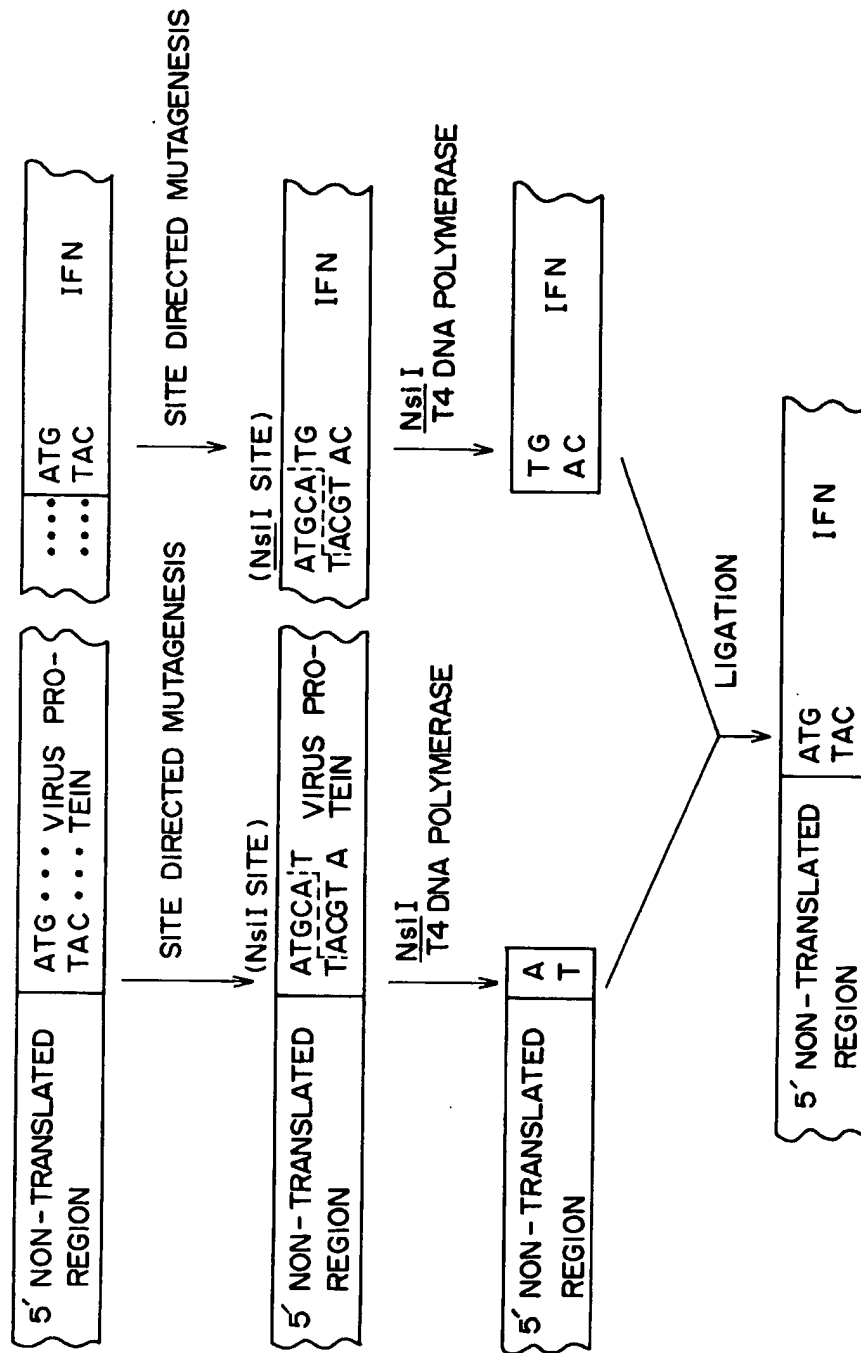 5′ NON-TRANSLATED
REGION
ATG • • • VIRUS PRO-
TAC • • • TEIN
• • • • ATG
• • • • TAC
IFN
SITE DIRECTED MUTAGENESIS
SITE DIRECTED MUTAGENESIS
(NsiI SITE)
(NsiI SITE)
5′ NON-TRANSLATED
REGION
ATGCA T VIRUS PRO-
T ACGT A TEIN
ATGCA TG
T ACGT AC
IFN
NsiI
T4 DNA POLYMERASE
NsiI
T4 DNA POLYMERASE
5′ NON-TRANSLATED
REGION
A
T
TG
AC
IFN
LIGATION
5′ NON-TRANSLATED
REGION
ATG
TAC
IFN